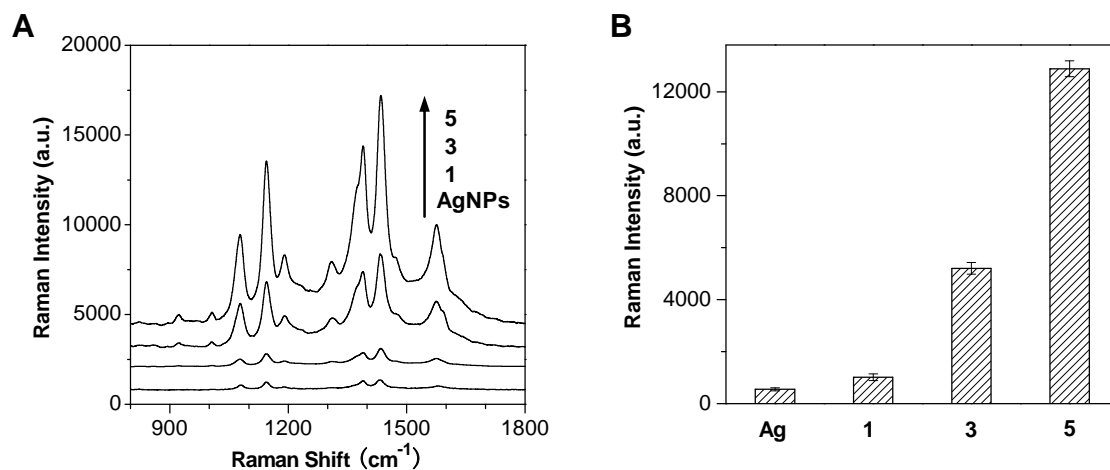 A
Raman Intensity (a.u.)
20000
15000
10000
5000
0
5
3
1
AgNPs
900 1200 1500 1800
Raman Shift（cm-1）
B
Raman Intensity (a.u.)
12000
8000
4000
0
Ag 1 3 5